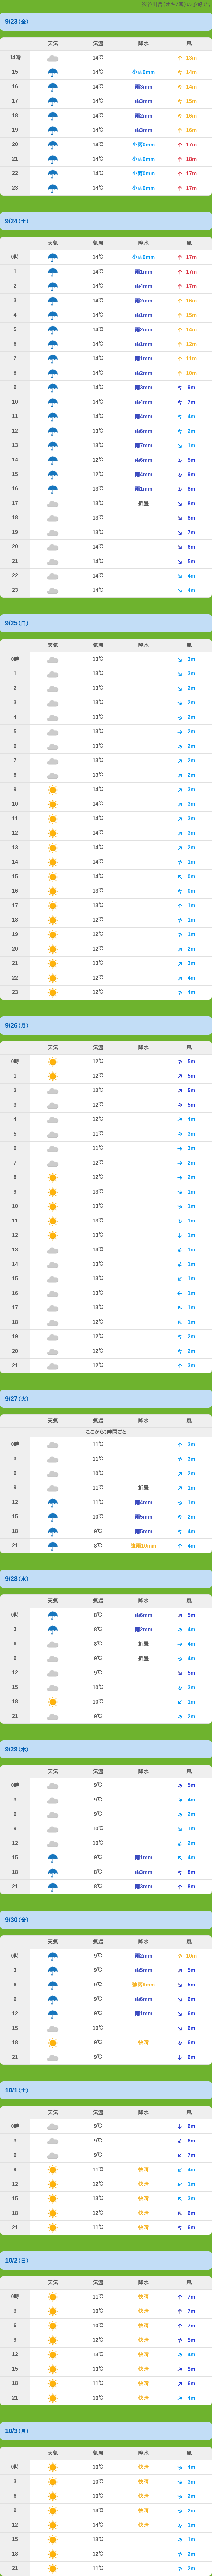 9/23(金)
天気 気温 降水 風
14時 14℃ 13m
15 14℃ 小雨0mm 14m
16 14℃ 雨3mm 14m
17 14℃ 雨3mm 15m
18 14℃ 雨2mm 16m
19 14℃ 雨3mm 16m
20 14℃ 小雨0mm 17m
21 14℃ 小雨0mm 18m
22 14℃ 小雨0mm 17m
23 14℃ 小雨0mm 17m
9/24(土)
天気 気温 降水 風
0時 14℃ 小雨0mm 17m
1 14℃ 雨1mm 17m
2 14℃ 雨4mm 17m
3 14℃ 雨2mm 16m
4 14℃ 雨1mm 15m
5 14℃ 雨2mm 14m
6 14℃ 雨1mm 12m
7 14℃ 雨1mm 11m
8 14℃ 雨2mm 10m
9 14℃ 雨3mm 9m
10 14℃ 雨4mm 7m
11 14℃ 雨4mm 4m
12 13℃ 雨6mm 2m
13 13℃ 雨7mm 1m
14 13℃ 雨6mm 5m
15 12℃ 雨4mm 9m
16 13℃ 雨1mm 8m
17 13℃ 折畳 8m
18 13℃ 9m
19 13℃ 7m
20 14℃ 6m
21 14℃ 5m
22 14℃ 4m
23 14℃ 4m
9/25(日)
天気 気温 降水 風
0時 13℃ 3m
1 13℃ 3m
2 13℃ 2m
3 13℃ 2m
4 13℃ 2m
5 13℃ 2m
6 13℃ 2m
7 13℃ 2m
8 13℃ 2m
9 14℃ 3m
10 14℃ 3m
11 14℃ 3m
12 14℃ 3m
13 14℃ 2m
14 14℃ 1m
15 14℃ 0m
16 13℃ 0m
17 13℃ 1m
18 12℃ 1m
19 12℃ 1m
20 12℃ 2m
21 13℃ 3m
22 12℃ 4m
23 12℃ 4m
9/26(月)
天気 気温 降水 風
0時 12℃ 5m
1 12℃ 5m
2 12℃ 5m
3 12℃ 5m
4 12℃ 4m
5 11℃ 3m
6 11℃ 3m
7 12℃ 2m
8 12℃ 2m
9 13℃ 1m
10 13℃ 1m
11 13℃ 1m
12 13℃ 1m
13 13℃ 1m
14 13℃ 1m
15 13℃ 1m
16 13℃ 1m
17 13℃ 1m
18 12℃ 1m
19 12℃ 2m
20 12℃ 2m
21 12℃ 3m
9/27(火)
天気 気温 降水 風
ここから3時間ごと
0時 11℃ 3m
3 11℃ 3m
6 10℃ 2m
9 11℃ 折畳 1m
12 11℃ 雨4mm 1m
15 10℃ 雨5mm 2m
18 9℃ 雨5mm 4m
21 8℃ 強雨10mm 4m
9/28(水)
天気 気温 降水 風
0時 8℃ 雨6mm 5m
3 8℃ 雨2mm 4m
6 8℃ 折畳 4m
9 9℃ 折畳 4m
12 9℃ 5m
15 10℃ 3m
18 10℃ 1m
21 9℃ 2m
9/29(木)
天気 気温 降水 風
0時 9℃ 5m
3 9℃ 4m
6 9℃ 2m
9 10℃ 1m
12 10℃ 2m
15 9℃ 雨1mm 4m
18 8℃ 雨3mm 8m
21 8℃ 雨3mm 8m
9/30(金)
天気 気温 降水 風
0時 9℃ 雨2mm 10m
3 9℃ 雨5mm 5m
6 9℃ 強雨9mm 5m
9 9℃ 雨6mm 6m
12 9℃ 雨1mm 6m
15 10℃ 6m
18 9℃ 快晴 6m
21 9℃ 6m
10/1(土)
天気 気温 降水 風
0時 9℃ 6m
3 9℃ 6m
6 9℃ 7m
9 11℃ 快晴 4m
12 12℃ 快晴 1m
15 13℃ 快晴 3m
18 12℃ 快晴 6m
21 11℃ 快晴 6m
10/2(日)
天気 気温 降水 風
0時 11℃ 快晴 7m
3 10℃ 快晴 7m
6 10℃ 快晴 7m
9 12℃ 快晴 5m
12 13℃ 快晴 4m
15 13℃ 快晴 5m
18 11℃ 快晴 6m
21 10℃ 快晴 4m
10/3(月)
天気 気温 降水 風
0時 10℃ 快晴 4m
3 10℃ 快晴 3m
6 10℃ 快晴 2m
9 13℃ 快晴 2m
12 14℃ 快晴 1m
15 13℃ 1m
18 12℃ 2m
21 11℃ 2m